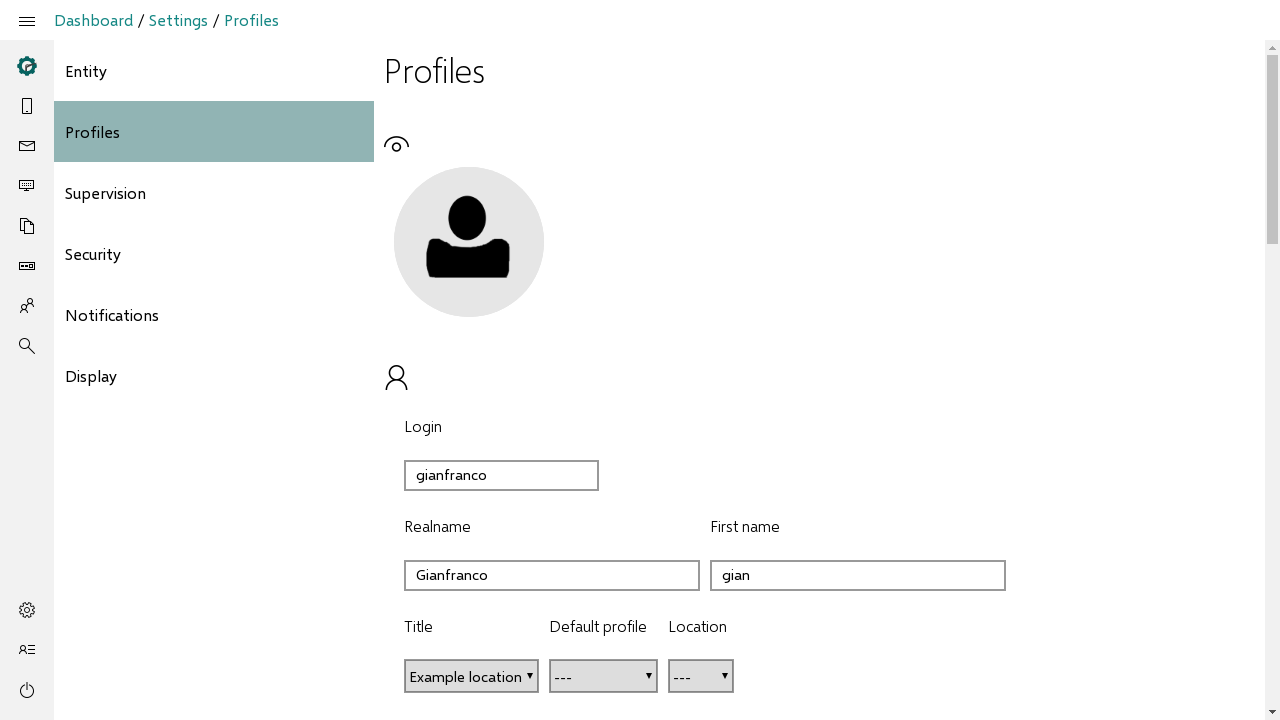 Dashboard / Settings / Profiles
Entity
Profiles
Supervision
Security
Notifications
Display
Profiles
Login
gianfranco
Realname First name
Gianfranco gian
Title Default profile Location
Example location --- ---